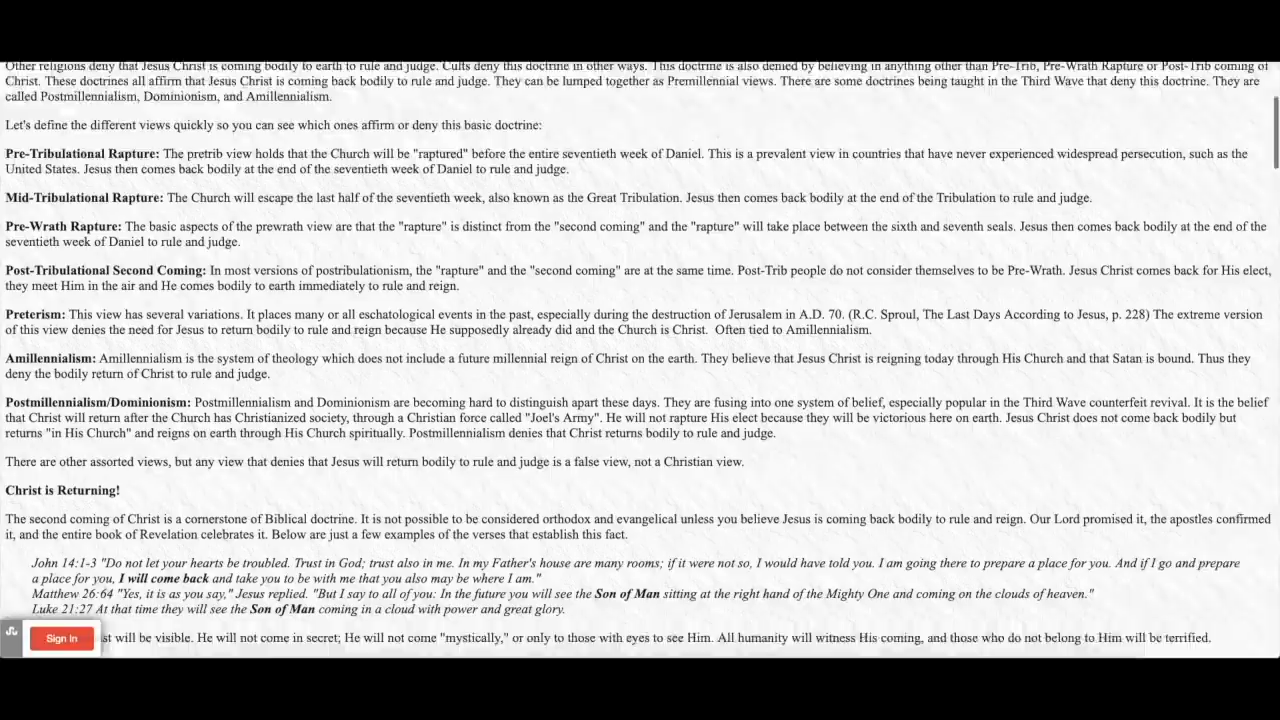 Other religions deny that Jesus Christ is coming bodily to earth to rule and judge. Cults deny this doctrine in other ways. This doctrine is also denied by believing in anything other than Pre-Trib, Pre-Wrath Rapture or Post-Trib coming of
Christ. These doctrines all affirm that Jesus Christ is coming back bodily to rule and judge. They can be lumped together as Premillennial views. There are some doctrines being taught in the Third Wave that deny this doctrine. They are
called Postmillennialism, Dominionism, and Amillennialism.
Let's define the different views quickly so you can see which ones affirm or deny this basic doctrine:
Pre-Tribulational Rapture: The pretrib view holds that the Church will be "raptured" before the entire seventieth week of Daniel. This is a prevalent view in countries that have never experienced widespread persecution, such as the
United States. Jesus then comes back bodily at the end of the seventieth week of Daniel to rule and judge.
Mid-Tribulational Rapture: The Church will escape the last half of the seventieth week, also known as the Great Tribulation. Jesus then comes back bodily at the end of the Tribulation to rule and judge.
Pre-Wrath Rapture: The basic aspects of the prewrath view are that the "rapture" is distinct from the "second coming" and the "rapture" will take place between the sixth and seventh seals. Jesus then comes back bodily at the end of the
seventieth week of Daniel to rule and judge.
Post-Tribulational Second Coming: In most versions of postribulationism, the "rapture" and the "second coming" are at the same time. Post-Trib people do not consider themselves to be Pre-Wrath. Jesus Christ comes back for His elect,
they meet Him in the air and He comes bodily to earth immediately to rule and reign.
Preterism: This view has several variations. It places many or all eschatological events in the past, especially during the destruction of Jerusalem in A.D. 70. (R.C. Sproul, The Last Days According to Jesus, p. 228) The extreme version
of this view denies the need for Jesus to return bodily to rule and reign because He supposedly already did and the Church is Christ. Often tied to Amillennialism.
Amillennialism: Amillennialism is the system of theology which does not include a future millennial reign of Christ on the earth. They believe that Jesus Christ is reigning today through His Church and that Satan is bound. Thus they
deny the bodily return of Christ to rule and judge.
Postmillennialism/Dominionism: Postmillennialism and Dominionism are becoming hard to distinguish apart these days. They are fusing into one system of belief, especially popular in the Third Wave counterfeit revival. It is the belief
that Christ will return after the Church has Christianized society, through a Christian force called "Joel's Army". He will not rapture His elect because they will be victorious here on earth. Jesus Christ does not come back bodily but
returns "in His Church" and reigns on earth through His Church spiritually. Postmillennialism denies that Christ returns bodily to rule and judge.
There are other assorted views, but any view that denies that Jesus will return bodily to rule and judge is a false view, not a Christian view.
Christ is Returning!
The second coming of Christ is a cornerstone of Biblical doctrine. It is not possible to be considered orthodox and evangelical unless you believe Jesus is coming back bodily to rule and reign. Our Lord promised it, the apostles confirmed
it, and the entire book of Revelation celebrates it. Below are just a few examples of the verses that establish this fact.
John 14:1-3 "Do not let your hearts be troubled. Trust in God; trust also in me. In my Father's house are many rooms; if it were not so, I would have told you. I am going there to prepare a place for you. And if I go and prepare
a place for you, I will come back and take you to be with me that you also may be where I am."
Matthew 26:64 "Yes, it is as you say," Jesus replied. "But I say to all of you: In the future you will see the Son of Man sitting at the right hand of the Mighty One and coming on the clouds of heaven."
Luke 21:27 At that time they will see the Son of Man coming in a cloud with power and great glory.
Sign In
will be visible. He will not come in secret; He will not come "mystically," or only to those with eyes to see Him. All humanity will witness His coming, and those who do not belong to Him will be terrified.